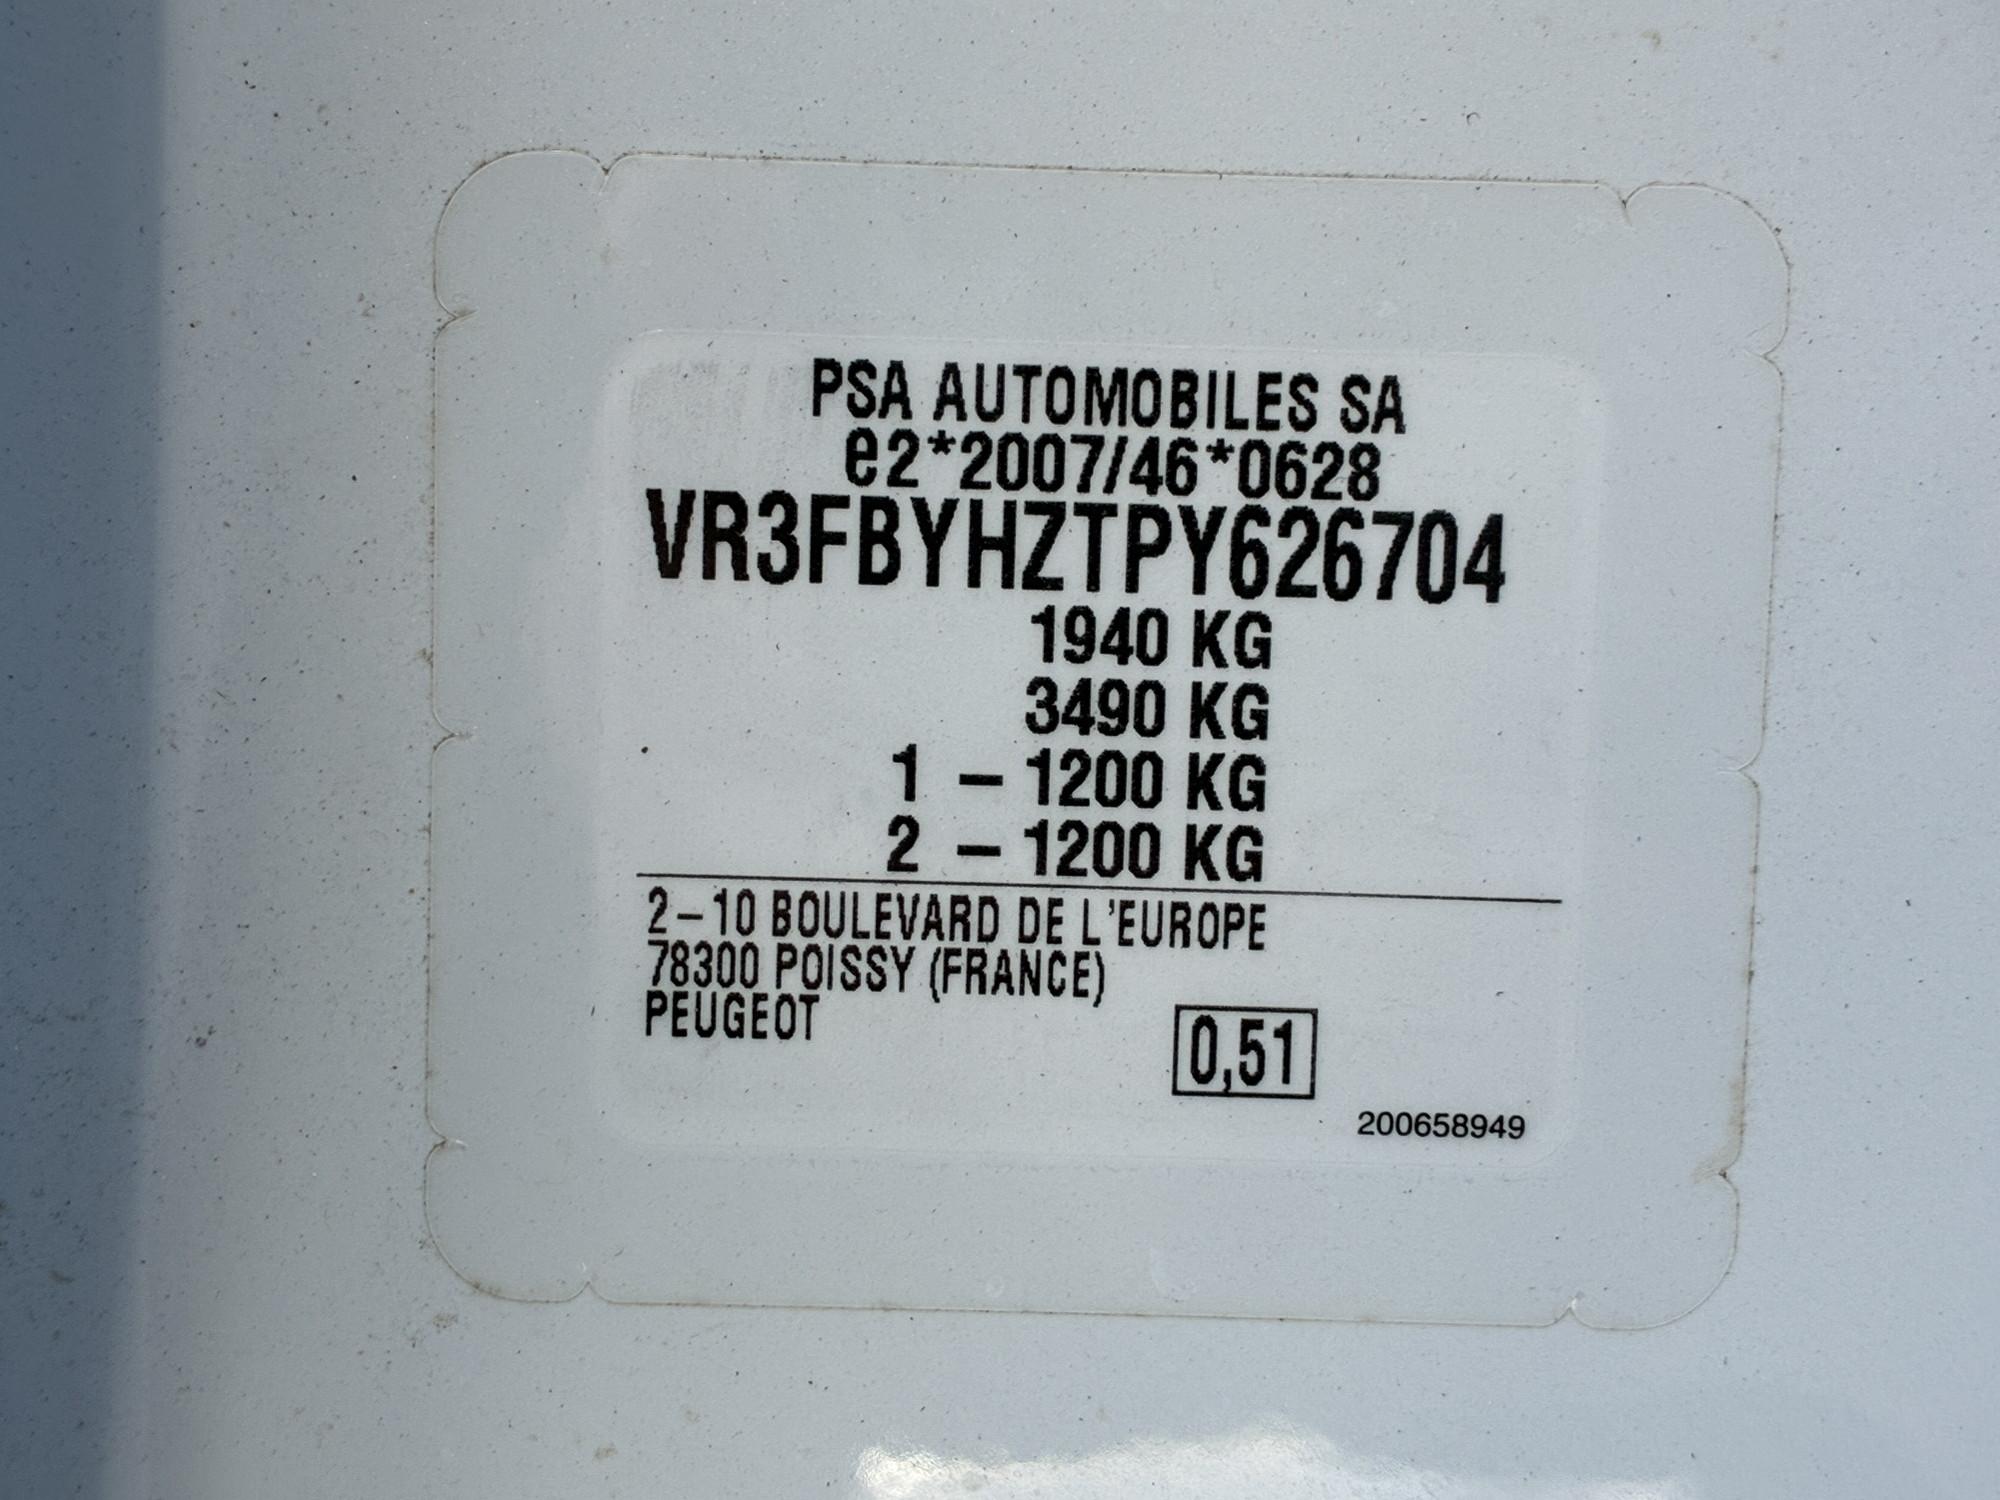 PSA AUTOMOBILES SA
e2*2007/46*0628
VR3FBYHZTPY626704
1940 KG
3490 KG
1 – 1200 KG
2 – 1200 KG
2–10 BOULEVARD DE L'EUROPE
78300 POISSY (FRANCE)
PEUGEOT
0,51
200658949